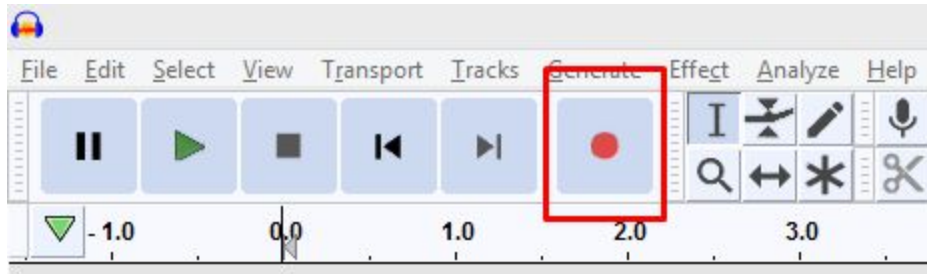 File Edit Select View Transport Tracks Generate Effect Analyze Help
- 1.0 0.0 1.0 2.0 3.0